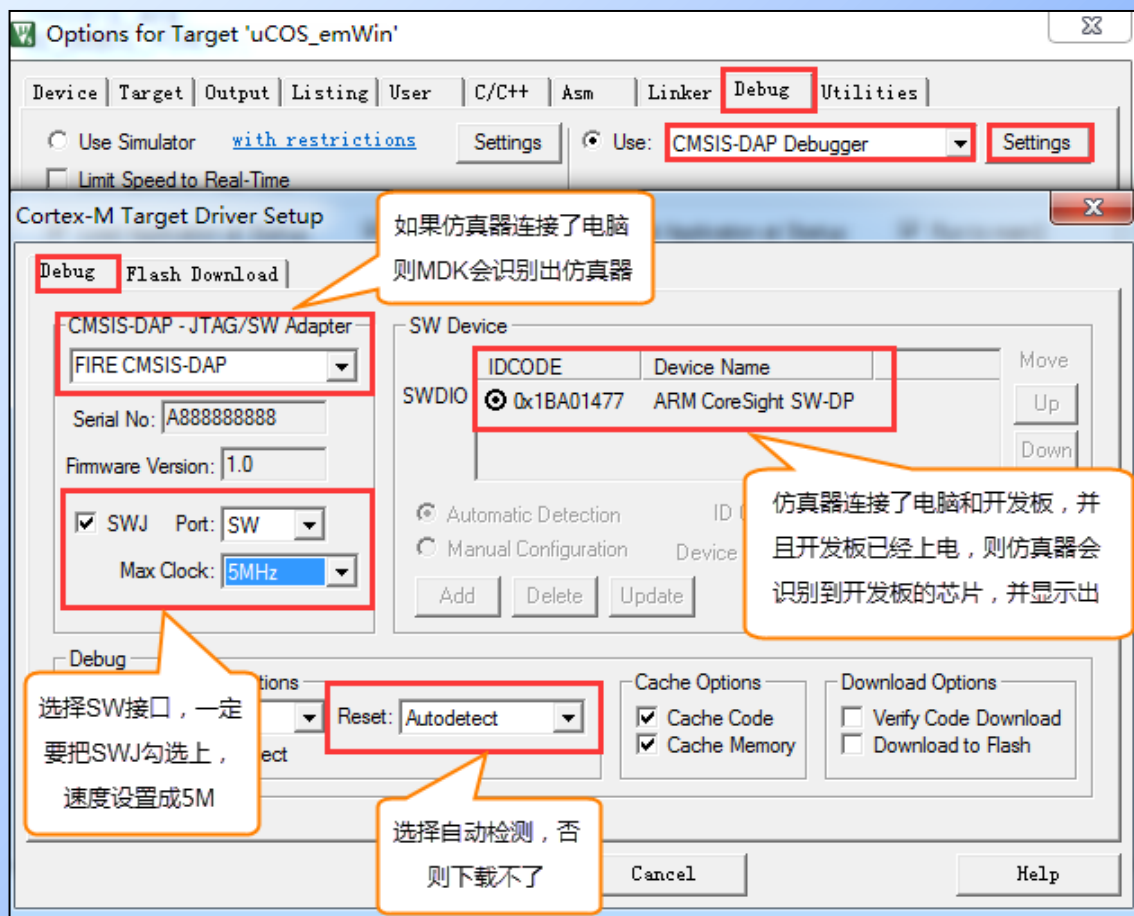 Options for Target 'uCOS_emWin'
Device Target Output Listing User C/C++ Asm Linker Debug Utilities
Use Simulator with restrictions Settings Use: CMSIS-DAP Debugger Settings
Limit Speed to Real-Time
Cortex-M Target Driver Setup
如果仿真器连接了电脑
则MDK会识别出仿真器
Debug Flash Download
CMSIS-DAP - JTAG/SW Adapter
FIRE CMSIS-DAP
Serial No: A888888888
Firmware Version: 1.0
SWJ Port: SW
Max Clock: 5MHz
SW Device
IDCODE Device Name
SWDIO 0x1BA01477 ARM CoreSight SW-DP
Move
Up
Down
Automatic Detection ID
Manual Configuration Device
Add Delete Update
仿真器连接了电脑和开发板，并
且开发板已经上电，则仿真器会
识别到开发板的芯片，并显示出
Debug
Reset: Autodetect
选择SW接口，一定
要把SWJ勾选上，
速度设置成5M
Cache Options
Cache Code
Cache Memory
Download Options
Verify Code Download
Download to Flash
选择自动检测，否
则下载不了
Cancel Help